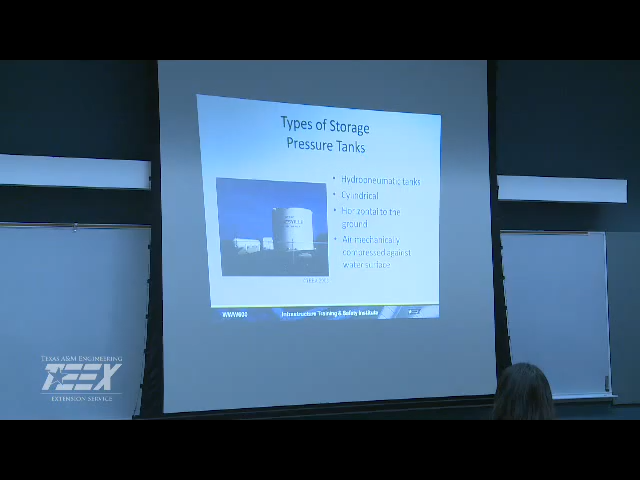 Types of Storage
Pressure Tanks
• Hydropneumatic tanks
• Cylindrical
• Horizontal to the
ground
• Air mechanically
compressed against
water surface
Infrastructure Training & Safety Institute
TEXAS A&M ENGINEERING
TEEX
EXTENSION SERVICE